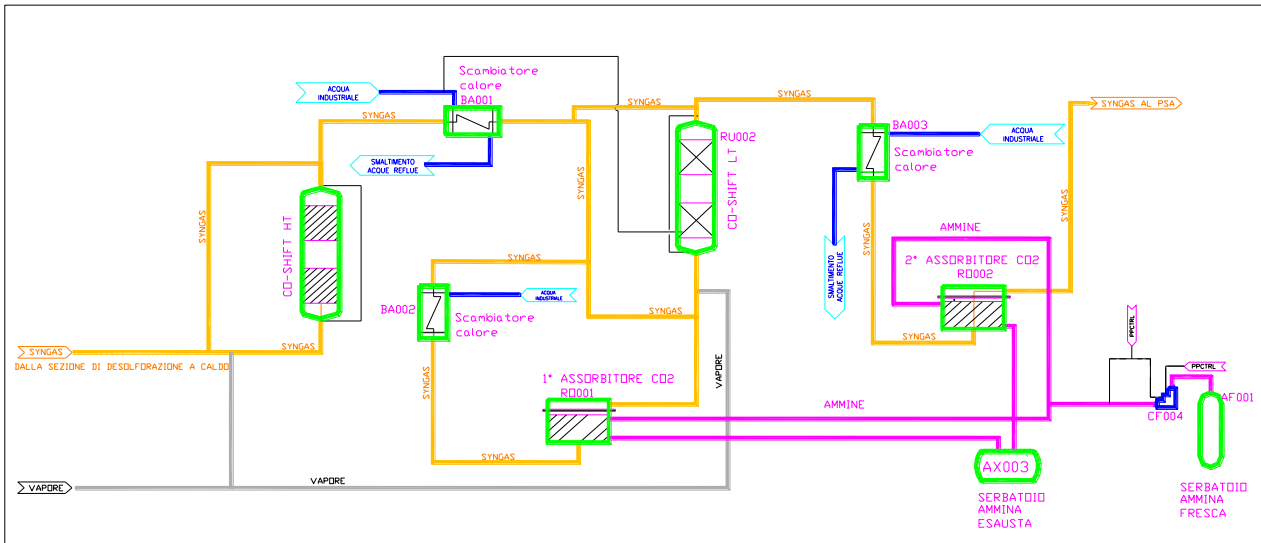 Scambiatore
calore
BA001
ACQUA
INDUSTRIALE
SYNGAS
SYNGAS
SYNGAS
SYNGAS AL PSA
RU002
BA003
ACQUA
INDUSTRIALE
Scambiatore
calore
SMALTIMENTO
ACQUE REFLUE
CO-SHIFT HT
SYNGAS
SYNGAS
CO-SHIFT LT
SYNGAS
SYNGAS
AMMINE
SMALTIMENTO
ACQUE REFLUE
2° ASSORBITORE CO2
RO002
SYNGAS
BA002
ACQUA
INDUSTRIALE
Scambiatore
calore
SYNGAS
SYNGAS
PPCTRL
SYNGAS
SYNGAS
DALLA SEZIONE DI DESOLFORAZIONE A CALDO
SYNGAS
VAPORE
PPCTRL
1° ASSORBITORE CO2
RO001
AMMINE
CF004
AF001
SYNGAS
AX003
VAPORE
VAPORE
SERBATOIO
AMMINA
ESAUSTA
SERBATOIO
AMMINA
FRESCA